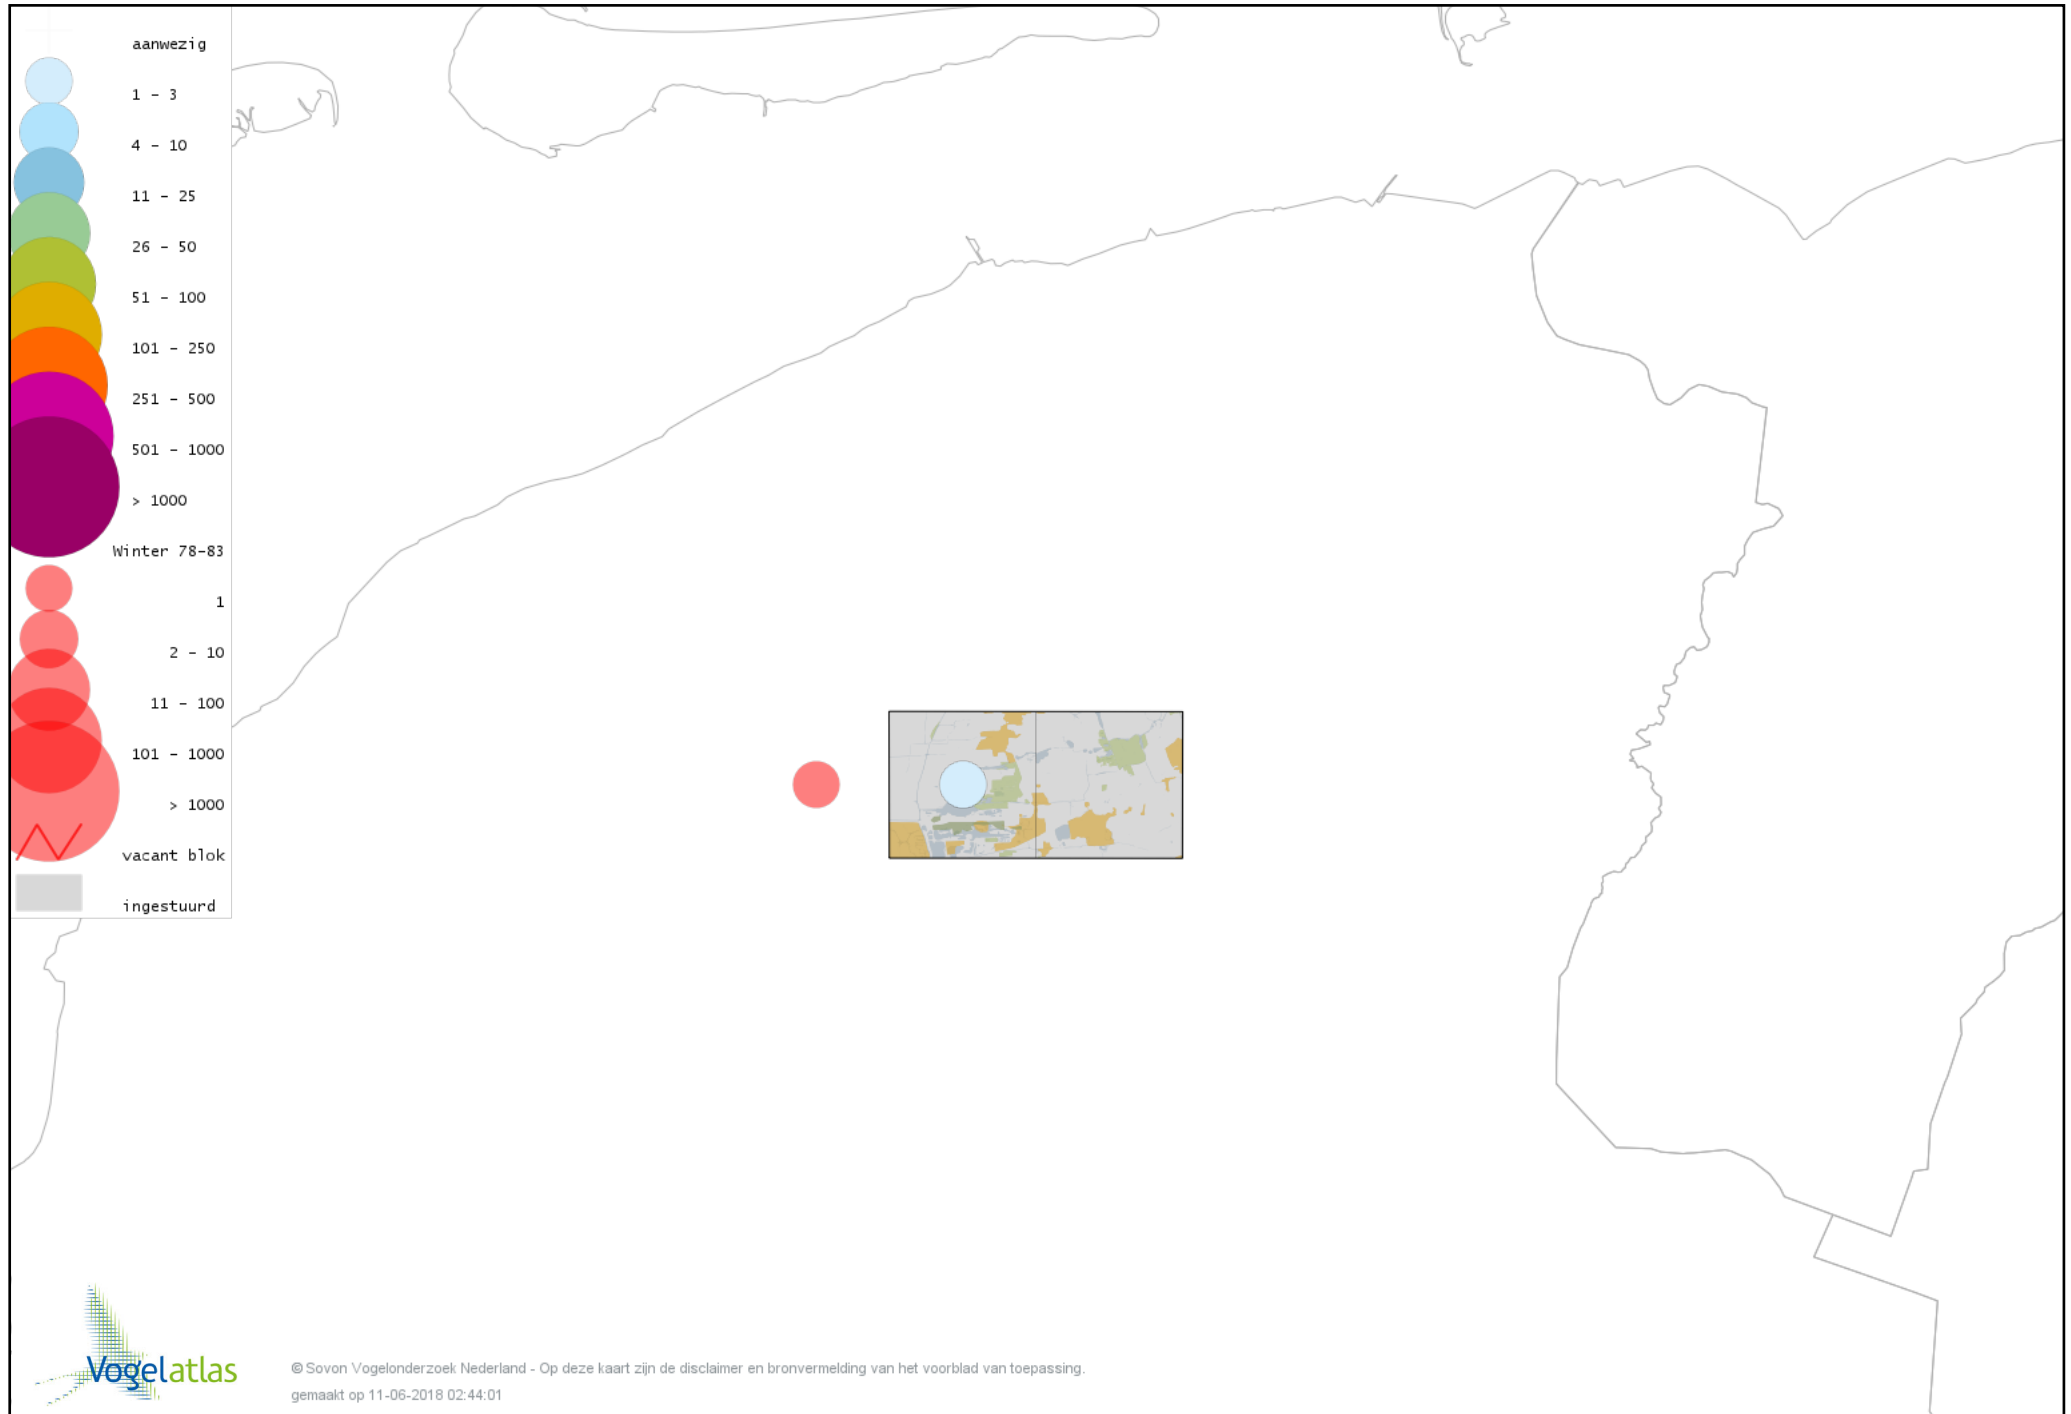 aanwezig
1 - 3
4 - 10
11 - 25
26 - 50
51 - 100
101 - 250
251 - 500
501 - 1000
> 1000
Winter 78-83
1
2 - 10
11 - 100
101 - 1000
> 1000
vacant blok
ingestuurd
Vogelatlas
© Sovon Vogelonderzoek Nederland - Op deze kaart zijn de disclaimer en bronvermelding van het voorblad van toepassing.
gemaakt op 11-06-2018 02:44:01